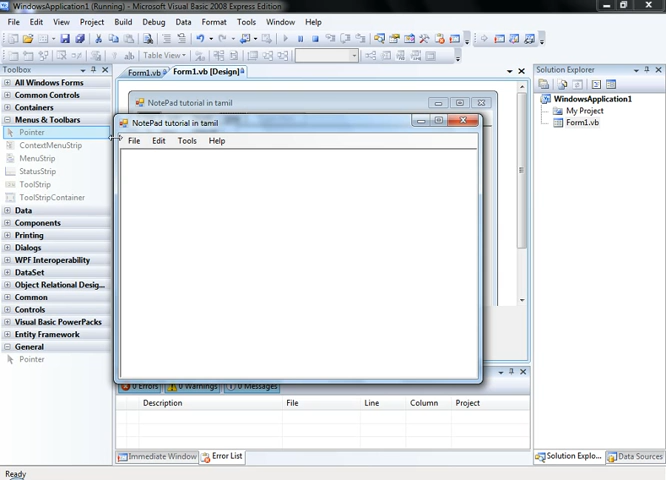 WindowsApplication1 (Running) - Microsoft Visual Basic 2008 Express Edition
File Edit View Project Build Debug Data Format Tools Window Help
Table View
Toolbox
All Windows Forms
Common Controls
Containers
Menus & Toolbars
Pointer
ContextMenuStrip
MenuStrip
StatusStrip
ToolStrip
ToolStripContainer
Data
Components
Printing
Dialogs
WPF Interoperability
DataSet
Object Relational Desig...
Common
Controls
Visual Basic PowerPacks
Entity Framework
General
Pointer
Form1.vb Form1.vb [Design]
NotePad tutorial in tamil
NotePad tutorial in tamil
File Edit Tools Help
0 Errors 0 Warnings 0 Messages
Description File Line Column Project
Immediate Window Error List
Solution Explorer
WindowsApplication1
My Project
Form1.vb
Solution Explo... Data Sources
Ready